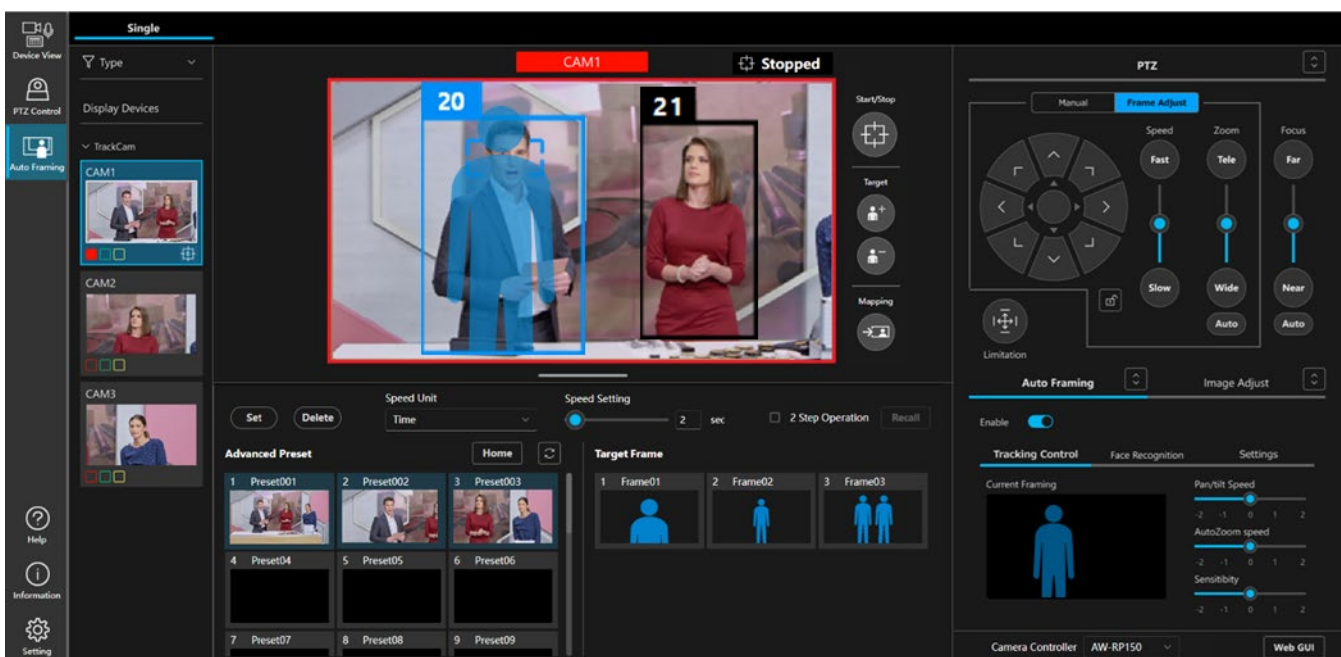 Device View
PTZ Control
Auto Framing
Help
Information
Setting
Single
Type
Display Devices
TrackCam
CAM1
CAM2
CAM3
CAM1
Stopped
20
21
Start/Stop
Target
Mapping
Set
Delete
Speed Unit
Time
Speed Setting
2 sec
2 Step Operation
Recall
Advanced Preset
Home
1 Preset001
2 Preset002
3 Preset003
4 Preset04
5 Preset05
6 Preset06
7 Preset07
8 Preset08
9 Preset09
Target Frame
1 Frame01
2 Frame02
3 Frame03
PTZ
Manual
Frame Adjust
Speed
Zoom
Focus
Fast
Tele
Far
Slow
Wide
Near
Auto
Auto
Limitation
Auto Framing
Image Adjust
Enable
Tracking Control
Face Recognition
Settings
Current Framing
Pan/tilt Speed
-2 -1 0 1 2
AutoZoom speed
-2 -1 0 1 2
Sensitibity
-2 -1 0 1 2
Camera Controller
AW-RP150
Web GUI